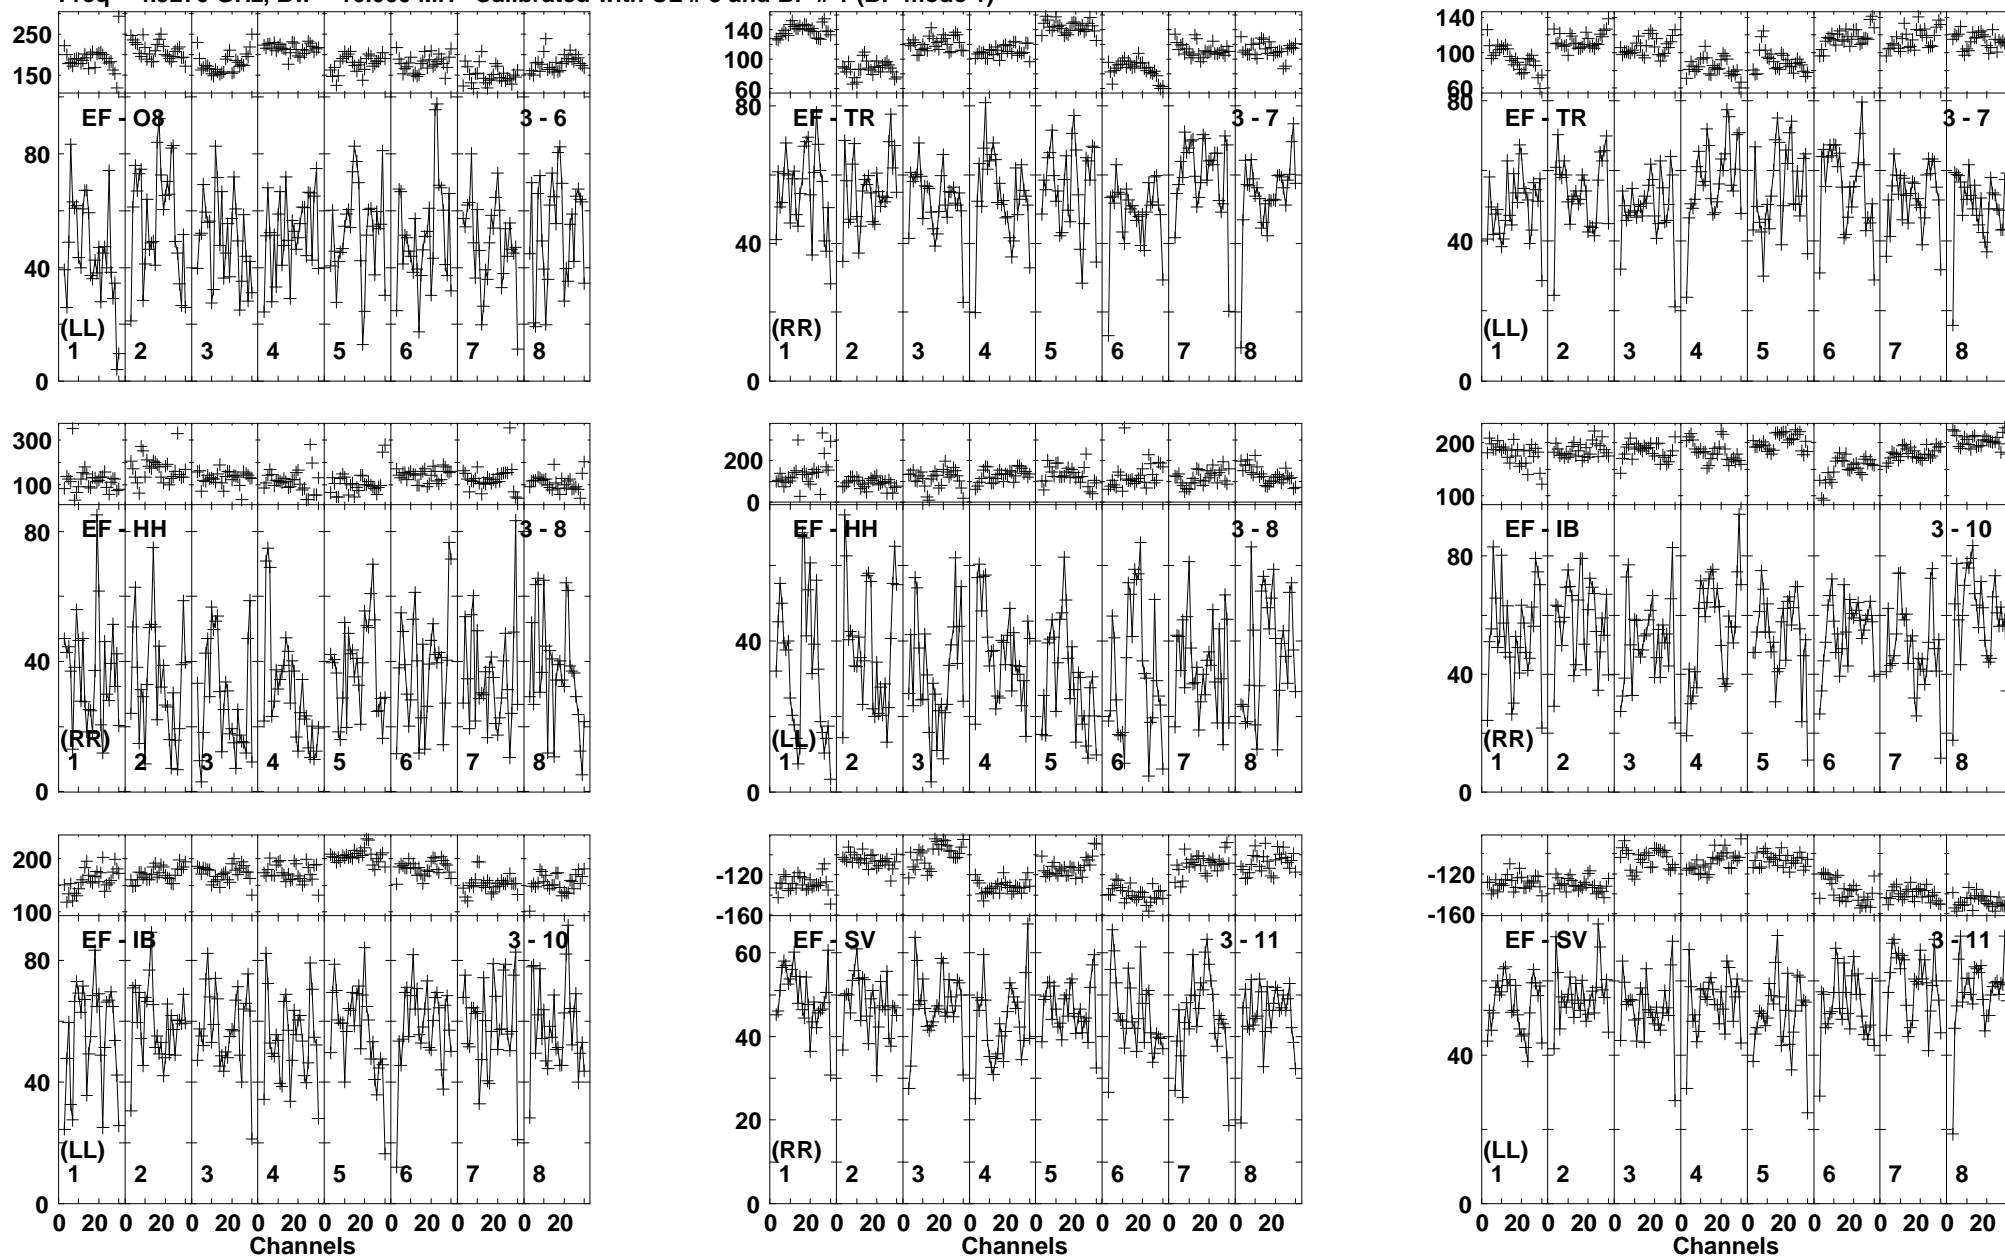 250 150 140 100 60 140 100 60
EF - O8 3 - 6 EF - TR 3 - 7 EF - TR 3 - 7
80 40 0 80 40 0 80 40 0
(LL) (RR) (LL)
1 2 3 4 5 6 7 8 1 2 3 4 5 6 7 8 1 2 3 4 5 6 7 8
300 100 200 0 200 100
EF - HH 3 - 8 EF - HH 3 - 8 EF - IB 3 - 10
80 40 0 40 0 80 40 0
(RR) (LL) (RR)
1 2 3 4 5 6 7 8 1 2 3 4 5 6 7 8 1 2 3 4 5 6 7 8
200 100 -120 -160 -120 -160
EF - IB 3 - 10 EF - SV 3 - 11 EF - SV 3 - 11
80 40 0 60 40 20 0 40 0
(LL) (RR) (LL)
1 2 3 4 5 6 7 8 1 2 3 4 5 6 7 8 1 2 3 4 5 6 7 8
0 20 0 20 0 20 0 20 0 20 0 20 0 20 0 20 0 20 0 20 0 20 0 20 0 20 0 20 0 20 0 20 0 20 0 20 0 20 0 20 0 20 0 20 0 20 0 20
Channels Channels Channels